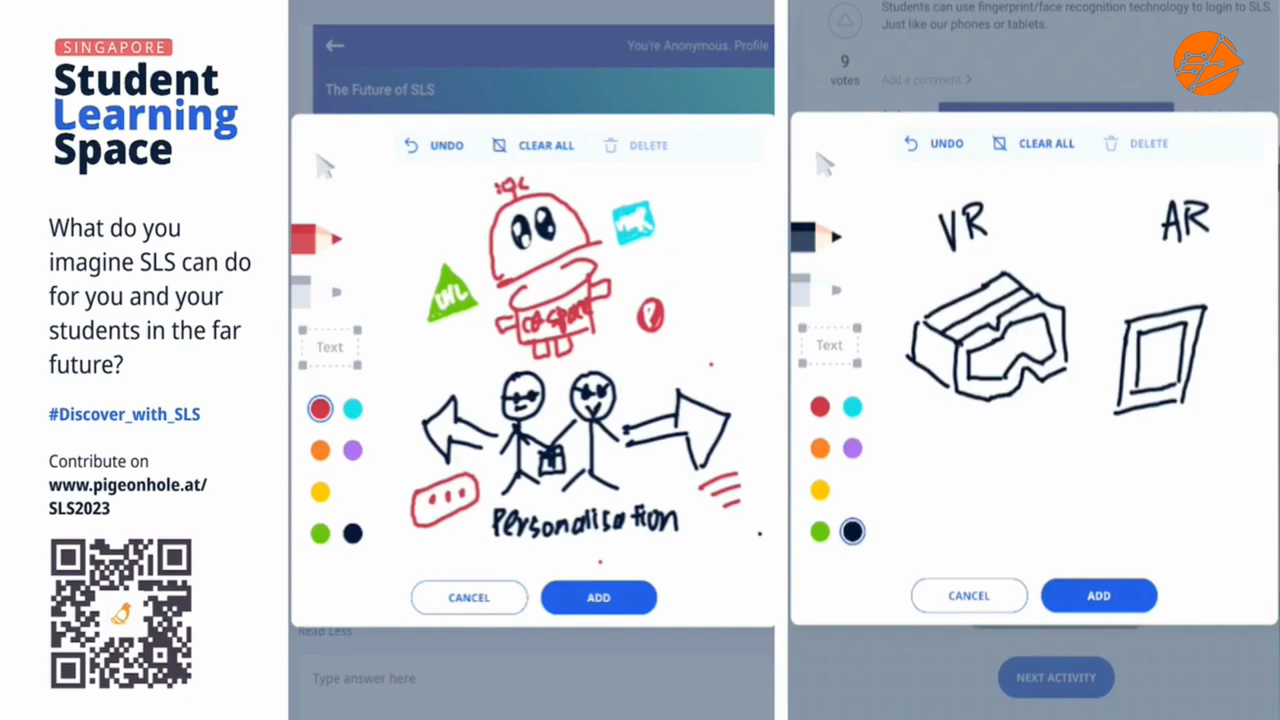 SINGAPORE
Student
Learning
Space
What do you
imagine SLS can do
for you and your
students in the far
future?
#Discover_with_SLS
Contribute on
www.pigeonhole.at/
SLS2023
You're Anonymous. Profile
The Future of SLS
UNDO
CLEAR ALL
DELETE
Text
Personalisation
CANCEL
ADD
Read Less
Type answer here
Students can use fingerprint/face recognition technology to login to SLS.
Just like our phones or tablets.
9
votes
Add a comment
UNDO
CLEAR ALL
DELETE
VR
AR
Text
CANCEL
ADD
NEXT ACTIVITY